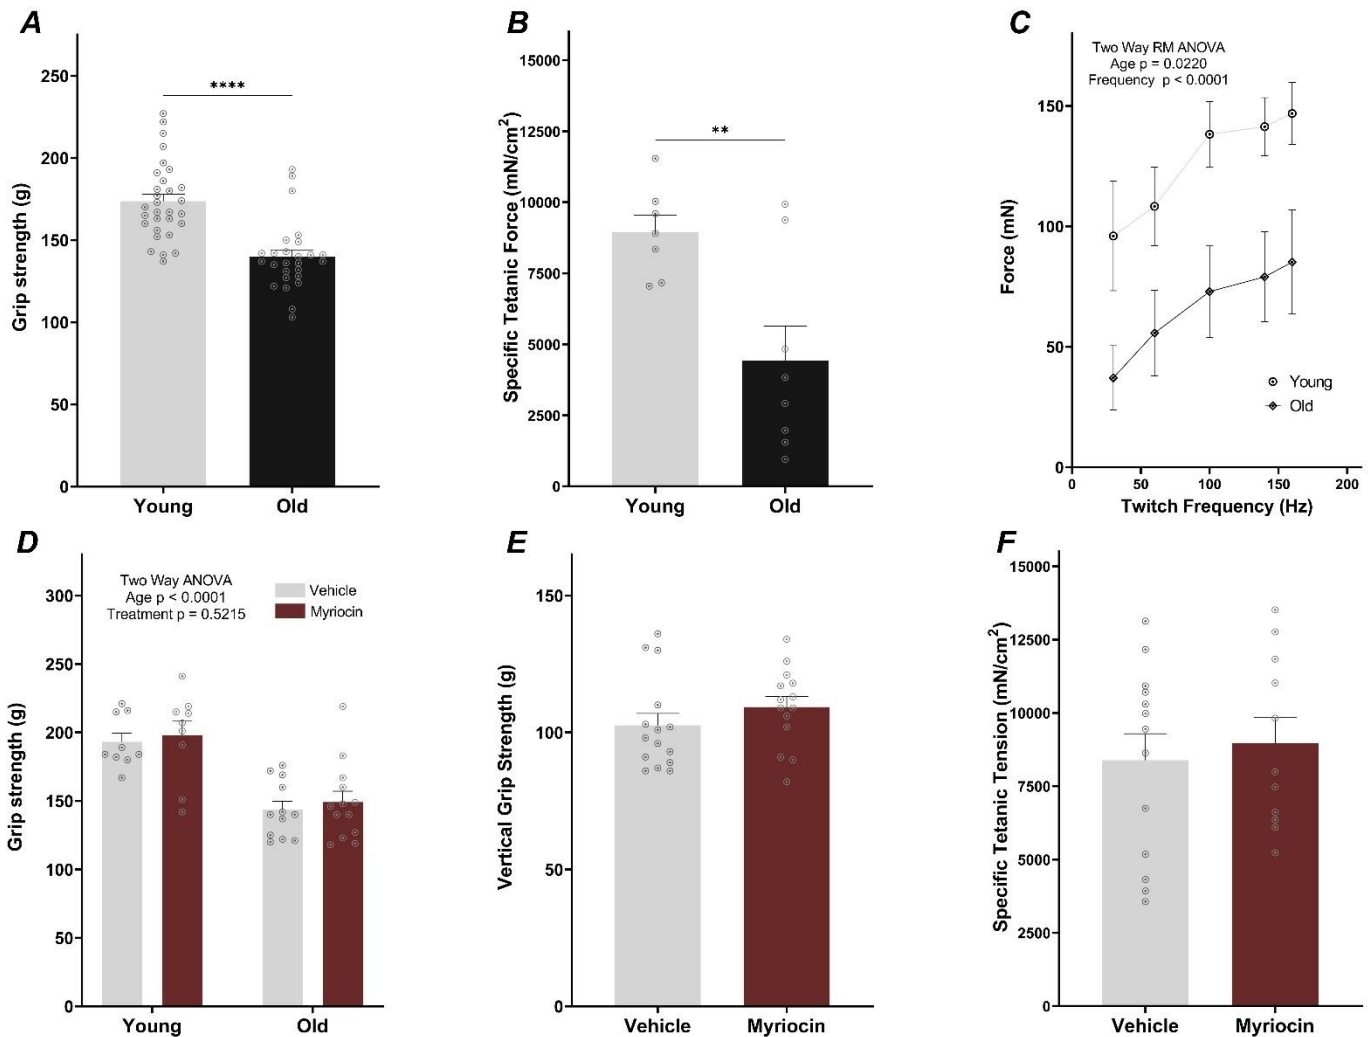 A
Grip strength (g)
250
200
150
100
50
0
****
Young
Old
B
Specific Tetanic Force (mN/cm²)
15000
12500
10000
7500
5000
2500
0
**
Young
Old
C
Two Way RM ANOVA
Age p = 0.0220
Frequency p < 0.0001
Force (mN)
150
100
50
0
Young
Old
0
50
100
150
200
Twitch Frequency (Hz)
D
Two Way ANOVA
Age p < 0.0001
Treatment p = 0.5215
Vehicle
Myriocin
Grip strength (g)
300
250
200
150
100
50
0
Young
Old
E
Vertical Grip Strength (g)
150
100
50
0
Vehicle
Myriocin
F
Specific Tetanic Tension (mN/cm²)
15000
12500
10000
7500
5000
2500
0
Vehicle
Myriocin